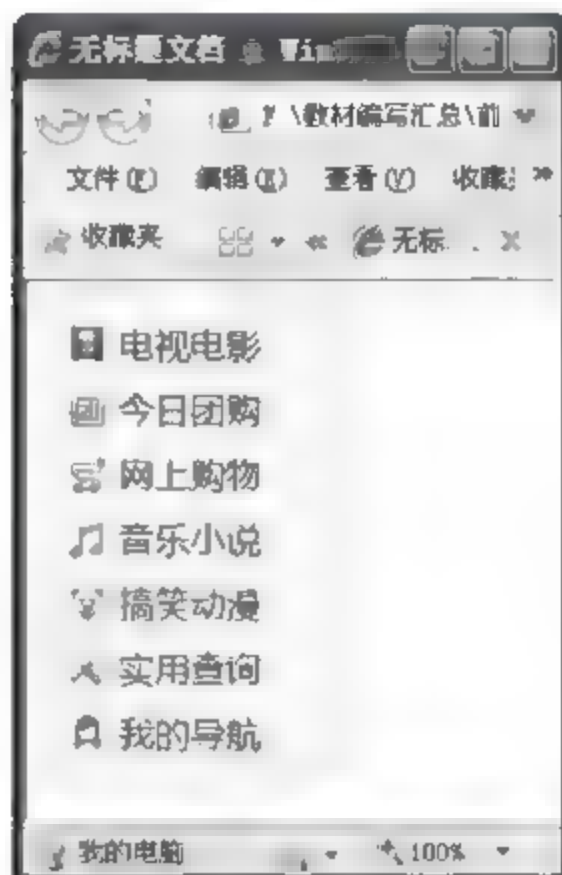 无标题文档
\教材编写汇总\前
文件(F) 编辑(E) 查看(V) 收藏
收藏夹 无标...
电视电影
今日团购
网上购物
音乐小说
搞笑动漫
实用查询
我的导航
我的电脑 100%